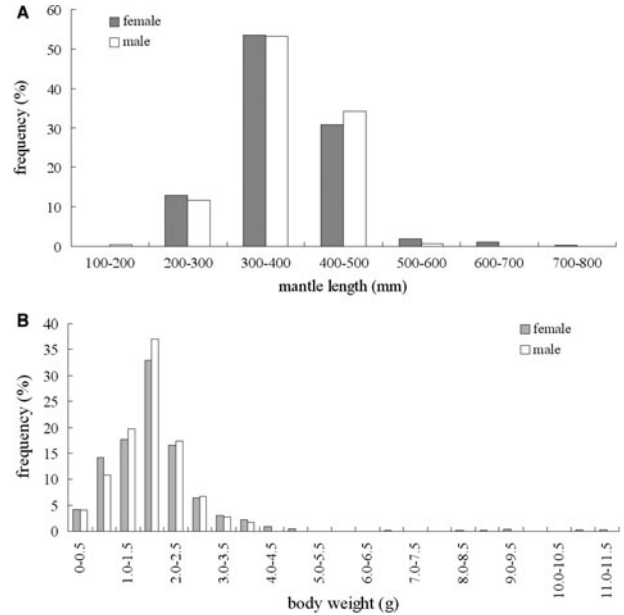 A
female
male
60
50
40
30
20
10
0
frequency (%)
100-200 200-300 300-400 400-500 500-600 600-700 700-800
mantle length (mm)
B
female
male
40
35
30
25
20
15
10
5
0
frequency (%)
0-0.5 1.0-1.5 2.0-2.5 3.0-3.5 4.0-4.5 5.0-5.5 6.0-6.5 7.0-7.5 8.0-8.5 9.0-9.5 10.0-10.5 11.0-11.5
body weight (g)